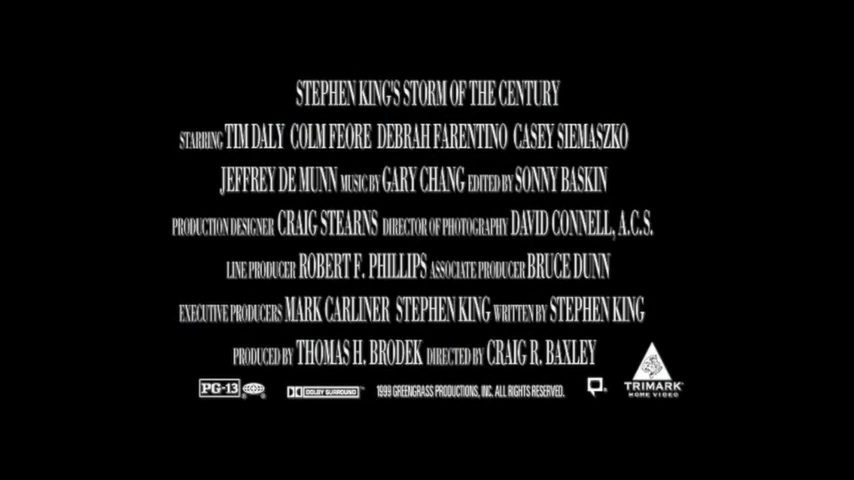 STEPHEN KING'S STORM OF THE CENTURY
STARRING TIM DALY COLM FEORE DEBRAH FARENTINO CASEY SIEMASZKO
JEFFREY DE MUNN MUSIC BY GARY CHANG EDITED BY SONNY BASKIN
PRODUCTION DESIGNER CRAIG STEARNS DIRECTOR OF PHOTOGRAPHY DAVID CONNELL, A.C.S.
LINE PRODUCER ROBERT F. PHILLIPS ASSOCIATE PRODUCER BRUCE DUNN
EXECUTIVE PRODUCERS MARK CARLINER STEPHEN KING WRITTEN BY STEPHEN KING
PRODUCED BY THOMAS H. BRODEK DIRECTED BY CRAIG R. BAXLEY
PG-13 ® ® DOLBY SURROUND 1999 GREENGRASS PRODUCTIONS, INC. ALL RIGHTS RESERVED. ® TRIMARK
HOME VIDEO